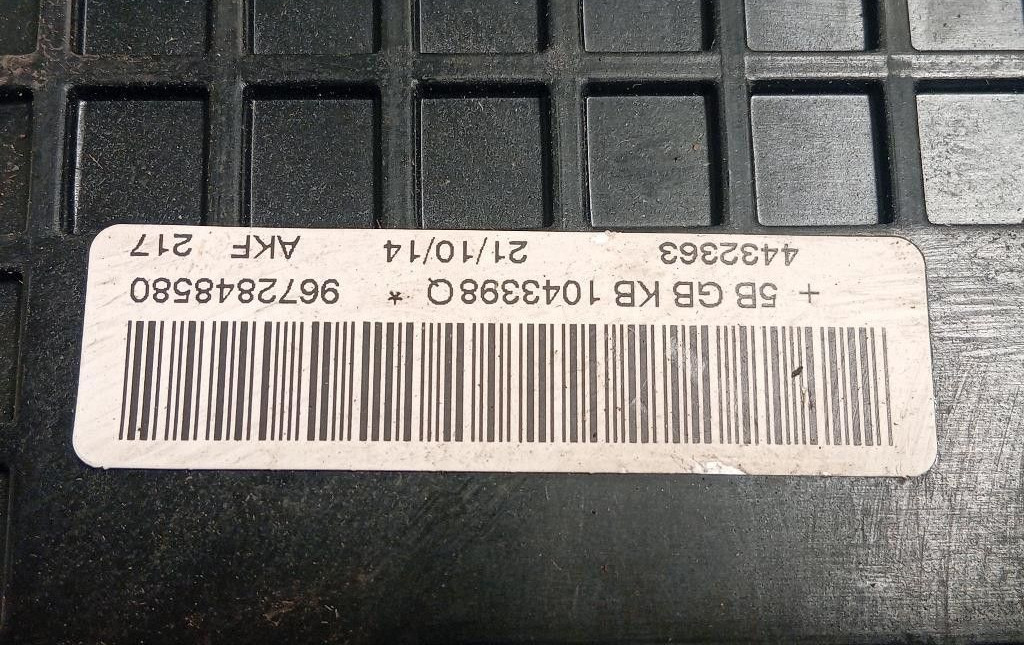 + 5B GB KB 1043398Q * 9672848580
4432363 21/10/14 AKF 217